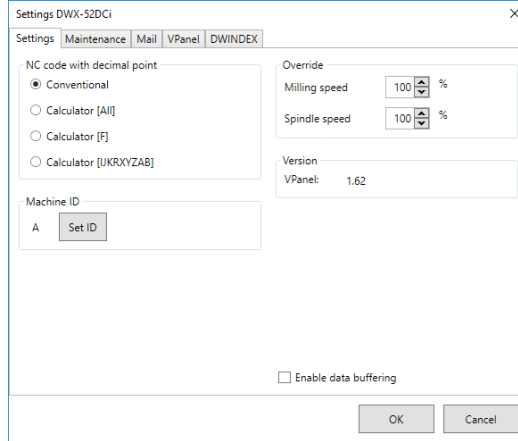 Settings DWX-52DCi
Settings Maintenance Mail VPanel DWINDEX
NC code with decimal point
Conventional
Calculator [All]
Calculator [F]
Calculator [IJKRXYZAB]
Machine ID
A Set ID
Override
Milling speed 100 %
Spindle speed 100 %
Version
VPanel: 1.62
Enable data buffering
OK Cancel